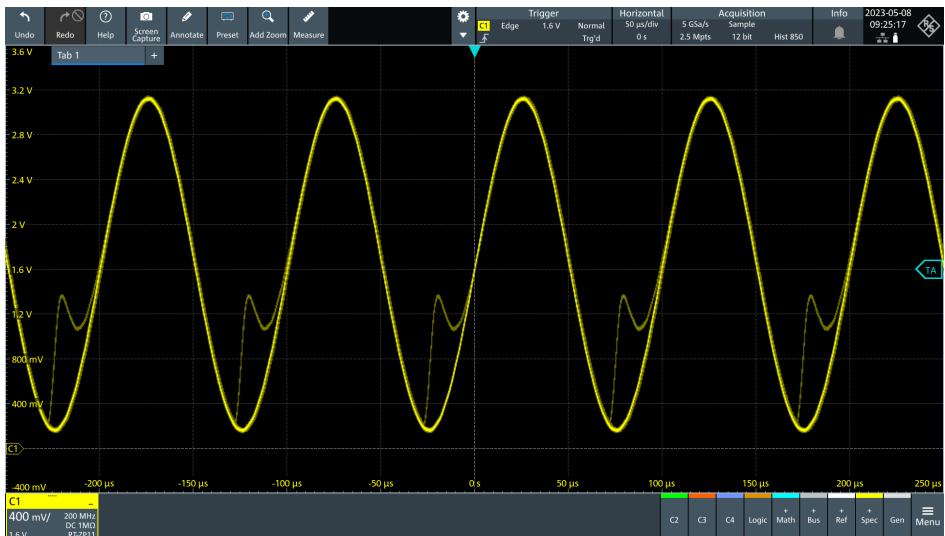 Undo Redo Help Screen Capture Annotate Preset Add Zoom Measure
Trigger Horizontal Acquisition Info 2023-05-08
C1 Edge 1.6 V Normal 50 µs/div 5 GSa/s Sample 09:25:17
Trig'd 0 s 2.5 Mpts 12 bit Hist 850
R&S
3.6 V
Tab 1 +
3.2 V
2.8 V
2.4 V
2 V
1.6 V
TA
1.2 V
800 mV
400 mV
C1
-400 mV
-200 µs -150 µs -100 µs -50 µs 0 s 50 µs 100 µs 150 µs 200 µs 250 µs
C1
400 mV/ 200 MHz
DC 1MΩ
1.6 V RT-ZP11
C2 C3 C4 Logic + Math + Bus + Ref + Spec Gen Menu